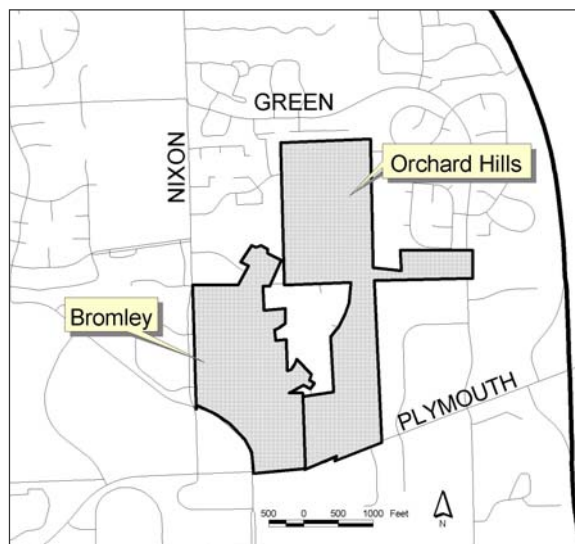 GREEN
NIXON
Orchard Hills
Bromley
PLYMOUTH
500 0 500 1000 Feet
N